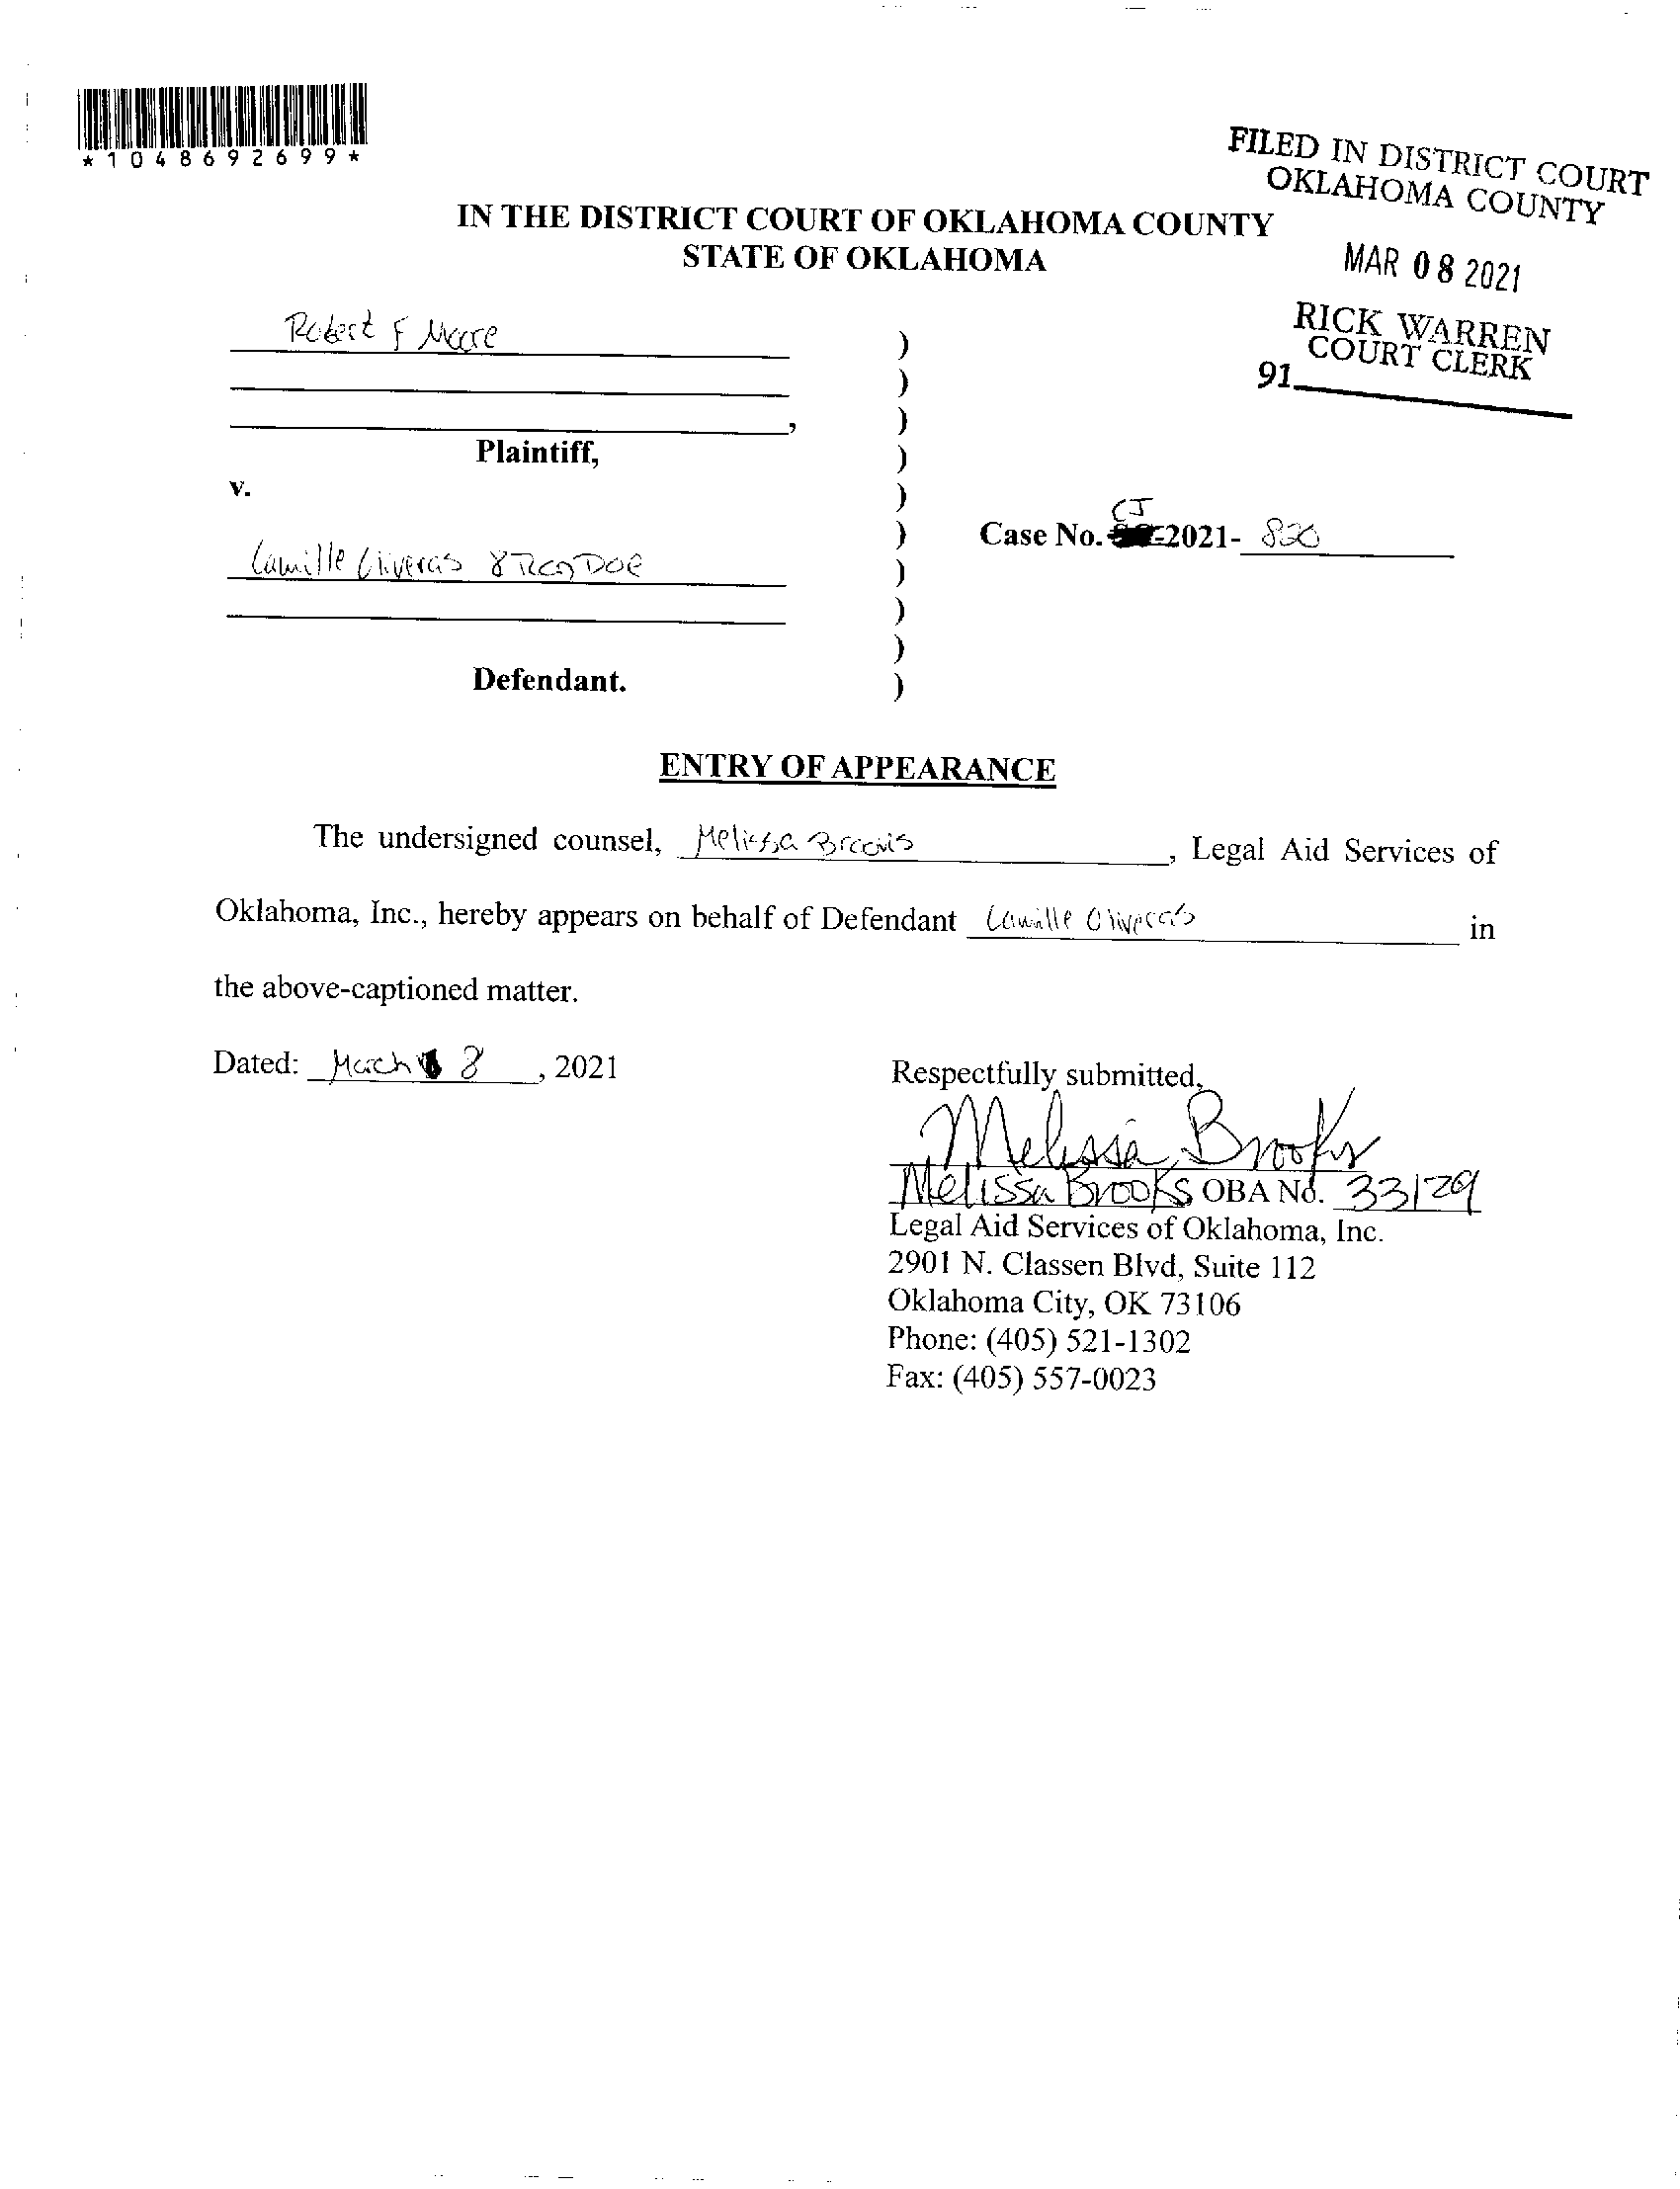 *1048692699*
FILED IN DISTRICT COURT
OKLAHOMA COUNTY
MAR 08 2021
RICK WARREN
COURT CLERK
91
IN THE DISTRICT COURT OF OKLAHOMA COUNTY
STATE OF OKLAHOMA
Robert F Moore )
)
, )
Plaintiff, )
v. )
CJ
) Case No. -2021- 820
Camille Oliveras & Doe )
)
)
Defendant. )
ENTRY OF APPEARANCE
The undersigned counsel, Melissa Brooks, Legal Aid Services of
Oklahoma, Inc., hereby appears on behalf of Defendant Camille Oliveras in
the above-captioned matter.
Dated: March 8, 2021
Respectfully submitted,
Melissa Brooks
Melissa Brooks OBA No. 33129
Legal Aid Services of Oklahoma, Inc.
2901 N. Classen Blvd, Suite 112
Oklahoma City, OK 73106
Phone: (405) 521-1302
Fax: (405) 557-0023